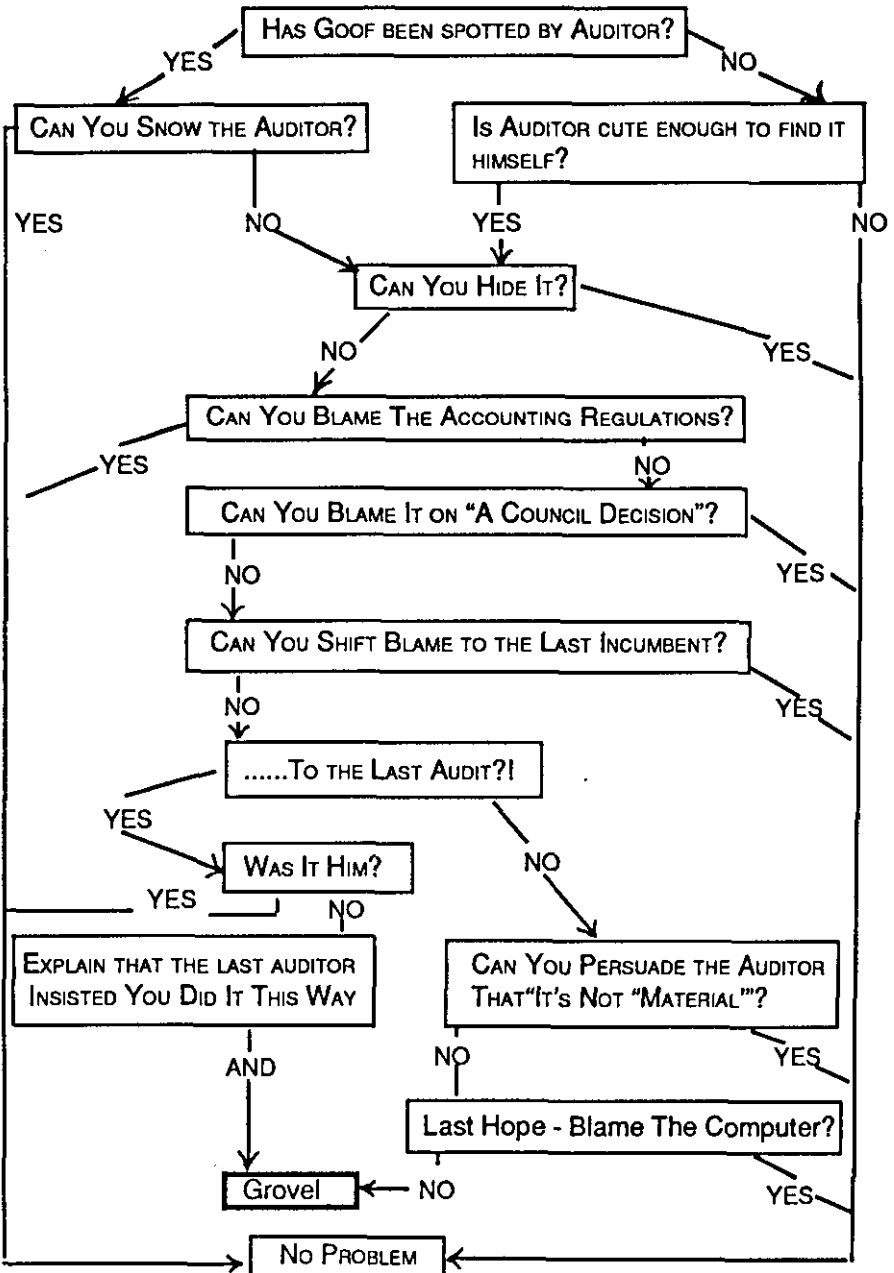 HAS GOOF BEEN SPOTTED BY AUDITOR?
YES
NO
CAN YOU SNOW THE AUDITOR?
IS AUDITOR CUTE ENOUGH TO FIND IT
HIMSELF?
YES
NO
YES
NO
CAN YOU HIDE IT?
NO
YES
CAN YOU BLAME THE ACCOUNTING REGULATIONS?
YES
NO
CAN YOU BLAME IT ON "A COUNCIL DECISION"?
NO
YES
CAN YOU SHIFT BLAME TO THE LAST INCUMBENT?
NO
YES
......TO THE LAST AUDIT?!
YES
NO
WAS IT HIM?
YES
NO
EXPLAIN THAT THE LAST AUDITOR
INSISTED YOU DID IT THIS WAY
CAN YOU PERSUADE THE AUDITOR
THAT"IT'S NOT "MATERIAL'"?
AND
NO
YES
Last Hope - Blame The Computer?
Grovel
NO
YES
NO PROBLEM